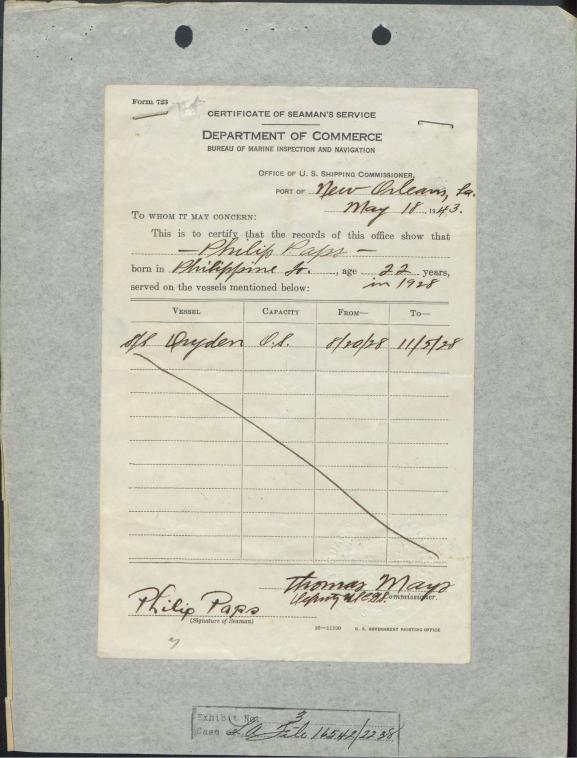 Form 723
CERTIFICATE OF SEAMAN'S SERVICE
DEPARTMENT OF COMMERCE
BUREAU OF MARINE INSPECTION AND NAVIGATION
OFFICE OF U. S. SHIPPING COMMISSIONER,
PORT OF New Orleans, La.
May 18, 1943.
TO WHOM IT MAY CONCERN:
This is to certify that the records of this office show that
— Philip Paps —
born in Philippine Is., age 22 years,
in 1928
served on the vessels mentioned below:
VESSEL CAPACITY FROM— TO—
S/S Dryden O.S. 8/20/28 11/5/28
Thomas Mays
Deputy U.S. Commissioner.
Philip Paps
(Signature of Seaman)
16—11100 U. S. GOVERNMENT PRINTING OFFICE
Exhibit No. 3
Case of File 16542/2238